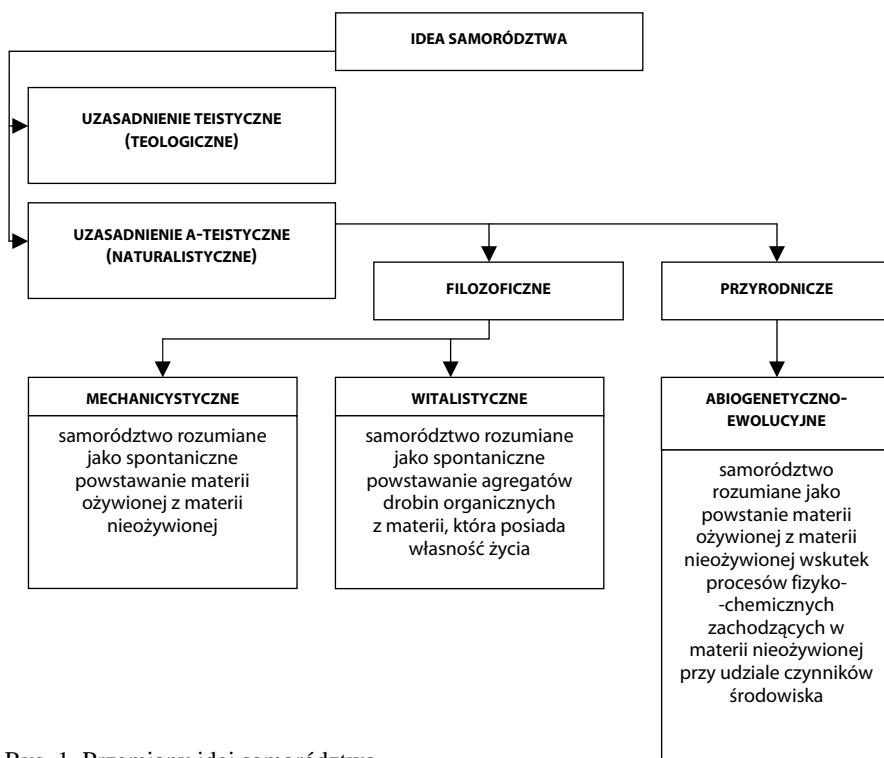 IDEA SAMORÓDZTWA
UZASADNIENIE TEISTYCZNE
(TEOLOGICZNE)
UZASADNIENIE A-TEISTYCZNE
(NATURALISTYCZNE)
FILOZOFICZNE
PRZYRODNICZE
MECHANICYSTYCZNE
samorództwo rozumiane
jako spontaniczne
powstawanie materii
ożywionej z materii
nieożywionej
WITALISTYCZNE
samorództwo rozumiane
jako spontaniczne
powstawanie agregatów
drobin organicznych
z materii, która posiada
własność życia
ABIOGENETYCZNO-
EWOLUCYJNE
samorództwo
rozumiane jako
powstanie materii
ożywionej z materii
nieożywionej wskutek
procesów fizyko-
-chemicznych
zachodzących w
materii nieożywionej
przy udziale czynników
środowiska
Rys. 1. Przemiany idei samorództwa